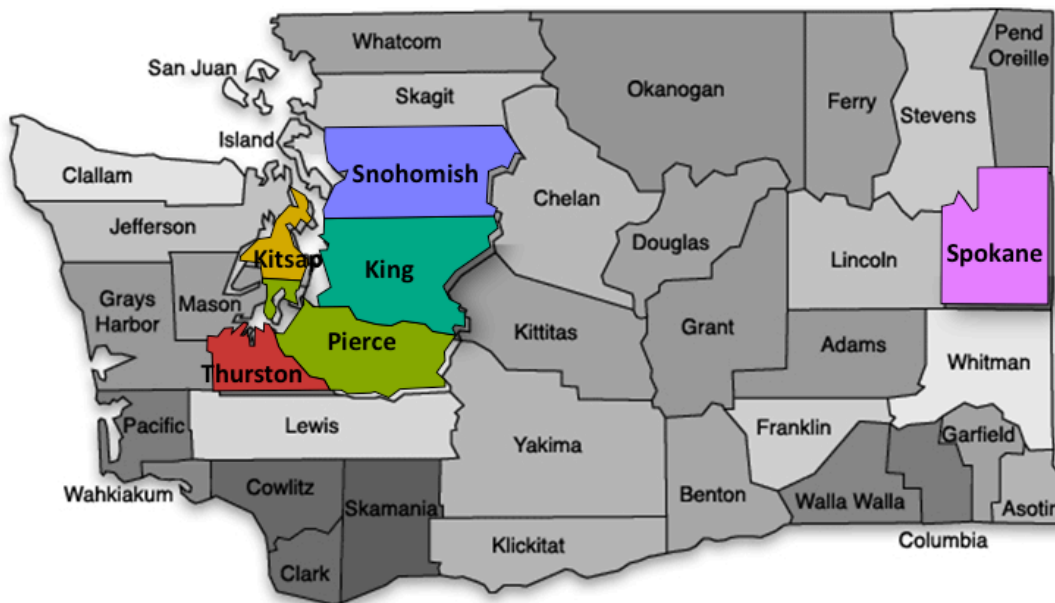 Whatcom
Pend
Oreille
San Juan
Okanogan
Skagit
Ferry
Stevens
Island
Clallam
Snohomish
Chelan
Jefferson
Douglas
Kitsap
King
Lincoln
Spokane
Mason
Grays
Harbor
Kittitas
Grant
Pierce
Adams
Whitman
Thurston
Pacific
Lewis
Franklin
Garfield
Yakima
Wahkiakum
Cowlitz
Skamania
Benton
Walla Walla
Asotin
Klickitat
Columbia
Clark